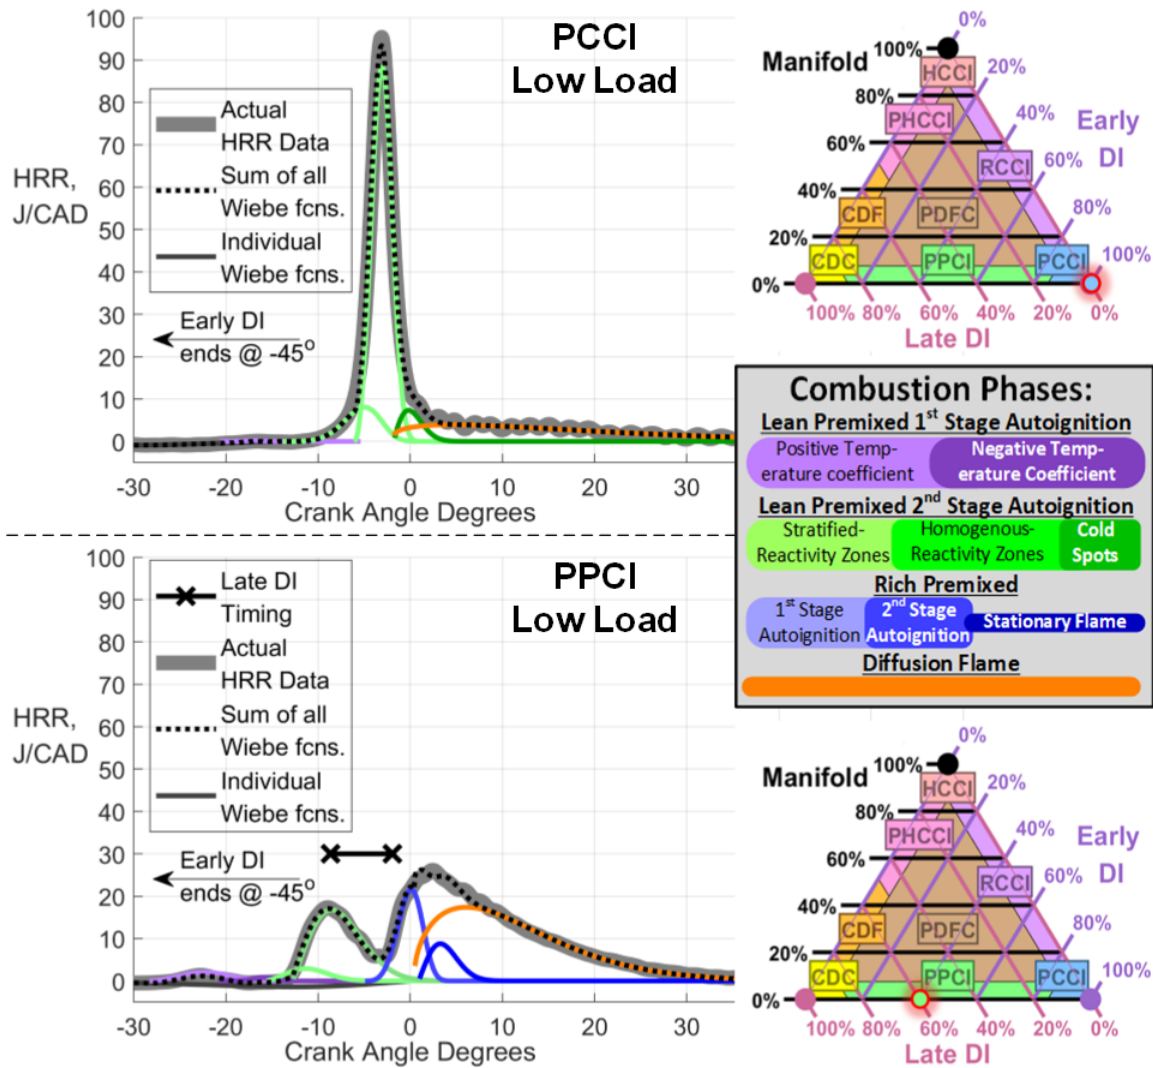 PCCI
Low Load
100
90
80
70
60
50
40
30
20
10
0
HRR,
J/CAD
Actual
HRR Data
Sum of all
Wiebe fcns.
Individual
Wiebe fcns.
Early DI
ends @ -45°
-30 -20 -10 0 10 20 30
Crank Angle Degrees
0%
Manifold 100%
HCCI 20%
80%
PHCCI 40% Early
DI
60%
RCCI 60%
40%
CDF PDFC 80%
20%
CDC PPCI PCCI 100%
0%
100% 80% 60% 40% 20% 0%
Late DI
Combustion Phases:
Lean Premixed 1st Stage Autoignition
Positive Temp-
erature coefficient
Negative Temp-
erature Coefficient
Lean Premixed 2nd Stage Autoignition
Stratified-
Reactivity Zones
Homogenous-
Reactivity Zones
Cold
Spots
Rich Premixed
1st Stage
Autoignition
2nd Stage
Autoignition
Stationary Flame
Diffusion Flame
PPCI
Low Load
100
90
80
70
60
50
40
30
20
10
0
HRR,
J/CAD
Late DI
Timing
Actual
HRR Data
Sum of all
Wiebe fcns.
Individual
Wiebe fcns.
Early DI
ends @ -45°
-30 -20 -10 0 10 20 30
Crank Angle Degrees
0%
Manifold 100%
HCCI 20%
80%
PHCCI 40% Early
DI
60%
RCCI 60%
40%
CDF PDFC 80%
20%
CDC PPCI PCCI 100%
0%
100% 80% 60% 40% 20% 0%
Late DI